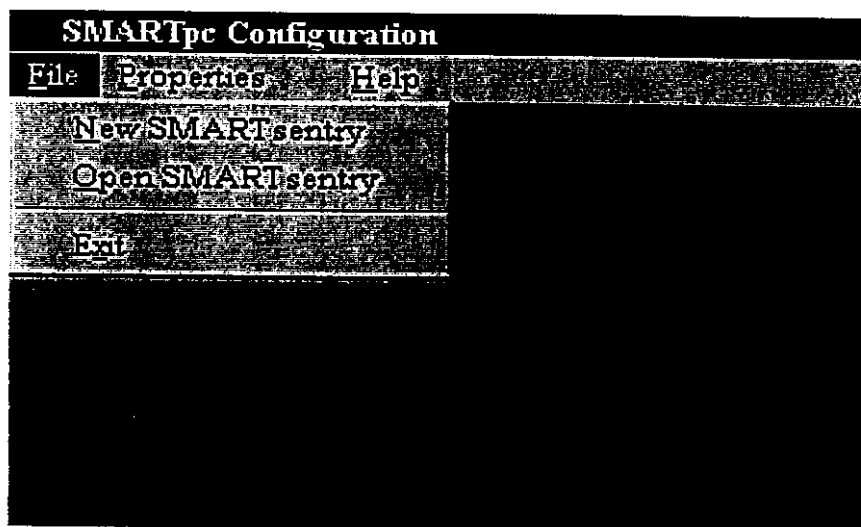 SMARTpc Configuration
File Properties Help
New SMARTsentry
Open SMARTsentry
Exit